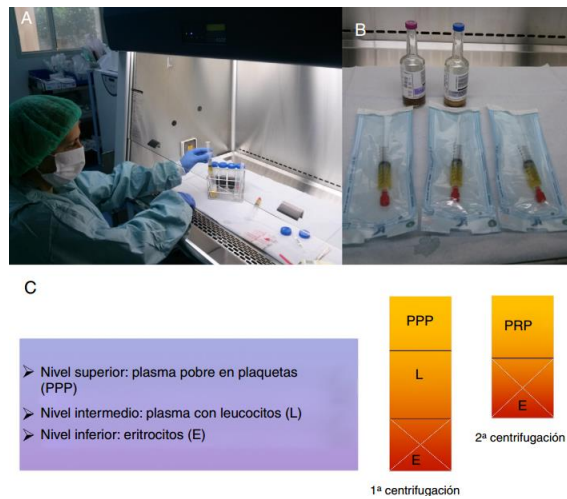 A
B
C
➢ Nivel superior: plasma pobre en plaquetas
(PPP)
➢ Nivel intermedio: plasma con leucocitos (L)
➢ Nivel inferior: eritrocitos (E)
PPP
L
E
1ª centrifugación
PRP
E
2ª centrifugación